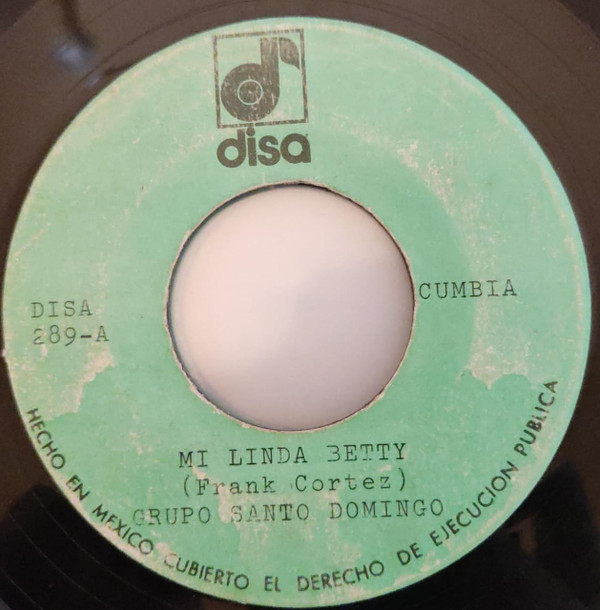 disa
DISA
289-A
CUMBIA
MI LINDA BETTY
(Frank Cortez)
GRUPO SANTO DOMINGO
HECHO EN MEXICO CUBIERTO EL DERECHO DE EJECUCION PUBLICA